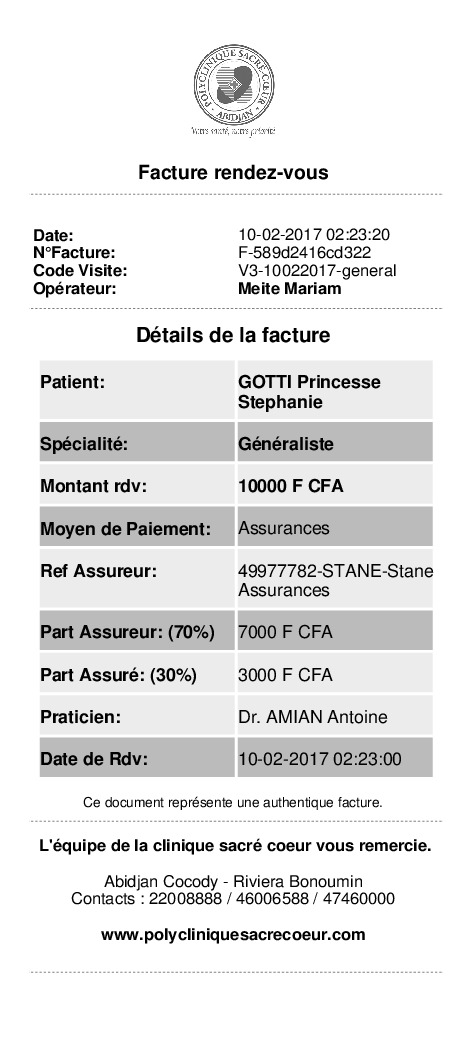 POLYCLINIQUE SACRÉ-CŒUR
ABIDJAN
Votre santé, notre priorité
Facture rendez-vous
Date: 10-02-2017 02:23:20
N°Facture: F-589d2416cd322
Code Visite: V3-10022017-general
Opérateur: Meite Mariam
Détails de la facture
Patient: GOTTI Princesse
Stephanie
Spécialité: Généraliste
Montant rdv: 10000 F CFA
Moyen de Paiement: Assurances
Ref Assureur: 49977782-STANE-Stane
Assurances
Part Assureur: (70%) 7000 F CFA
Part Assuré: (30%) 3000 F CFA
Praticien: Dr. AMIAN Antoine
Date de Rdv: 10-02-2017 02:23:00
Ce document représente une authentique facture.
L'équipe de la clinique sacré coeur vous remercie.
Abidjan Cocody - Riviera Bonoumin
Contacts : 22008888 / 46006588 / 47460000
www.polycliniquesacrecoeur.com